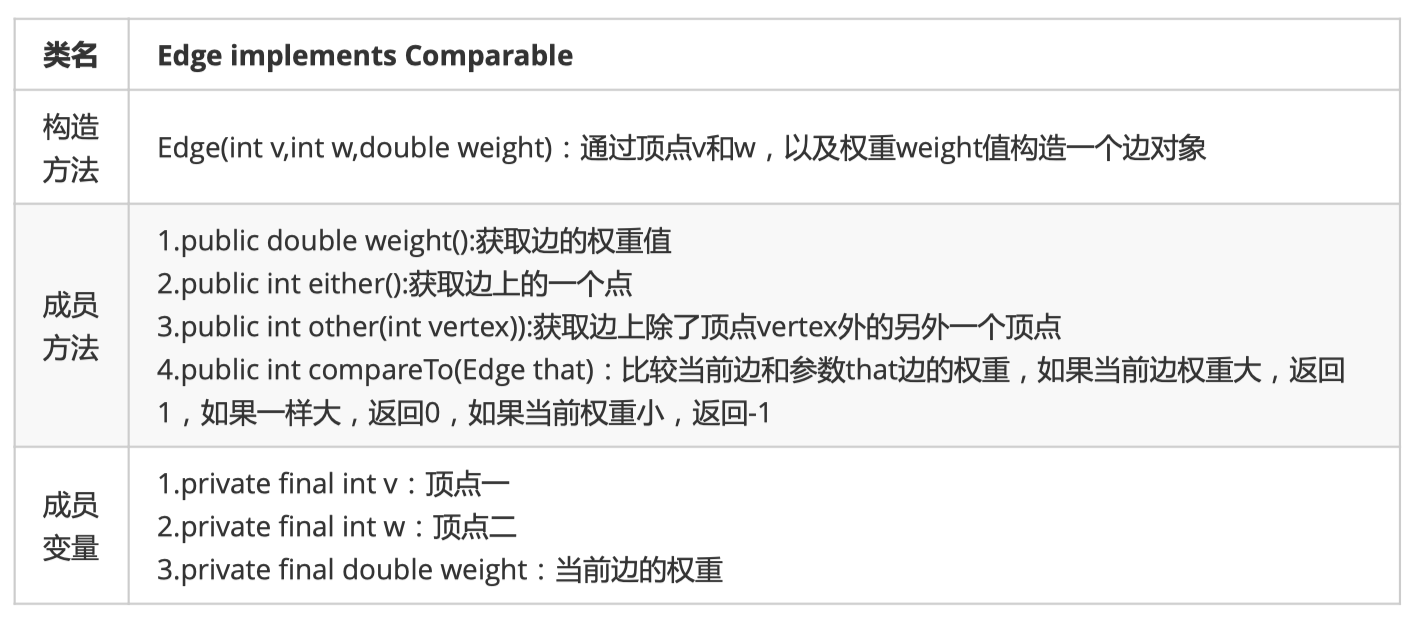 类名
Edge implements Comparable
构造
方法
Edge(int v,int w,double weight)：通过顶点v和w，以及权重weight值构造一个边对象
成员
方法
1.public double weight():获取边的权重值
2.public int either():获取边上的一个点
3.public int other(int vertex)):获取边上除了顶点vertex外的另外一个顶点
4.public int compareTo(Edge that)：比较当前边和参数that边的权重，如果当前边权重大，返回
1，如果一样大，返回0，如果当前权重小，返回-1
成员
变量
1.private final int v：顶点一
2.private final int w：顶点二
3.private final double weight：当前边的权重